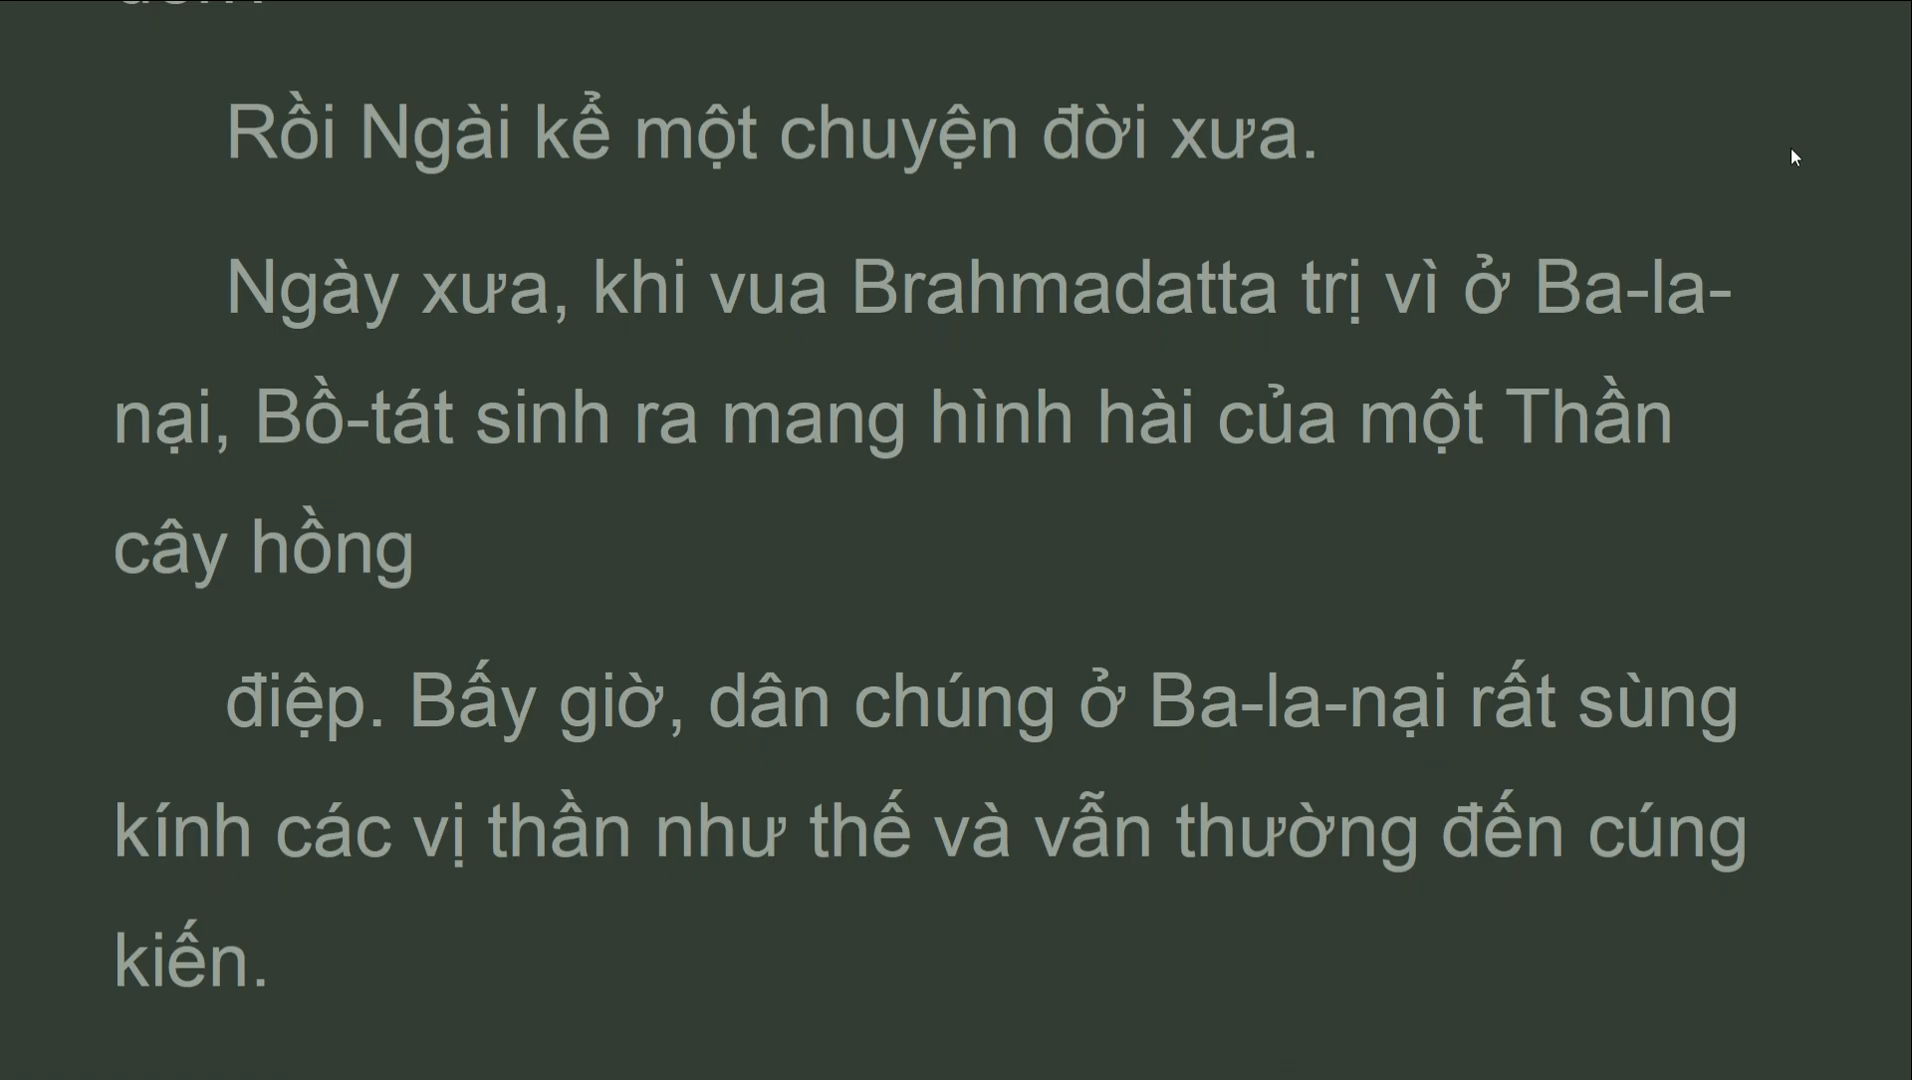 Rồi Ngài kể một chuyện đời xưa.
Ngày xưa, khi vua Brahmadatta trị vì ở Ba-la-
nại, Bồ-tát sinh ra mang hình hài của một Thần
cây hồng
điệp. Bấy giờ, dân chúng ở Ba-la-nại rất sùng
kính các vị thần như thế và vẫn thường đến cúng
kiến.